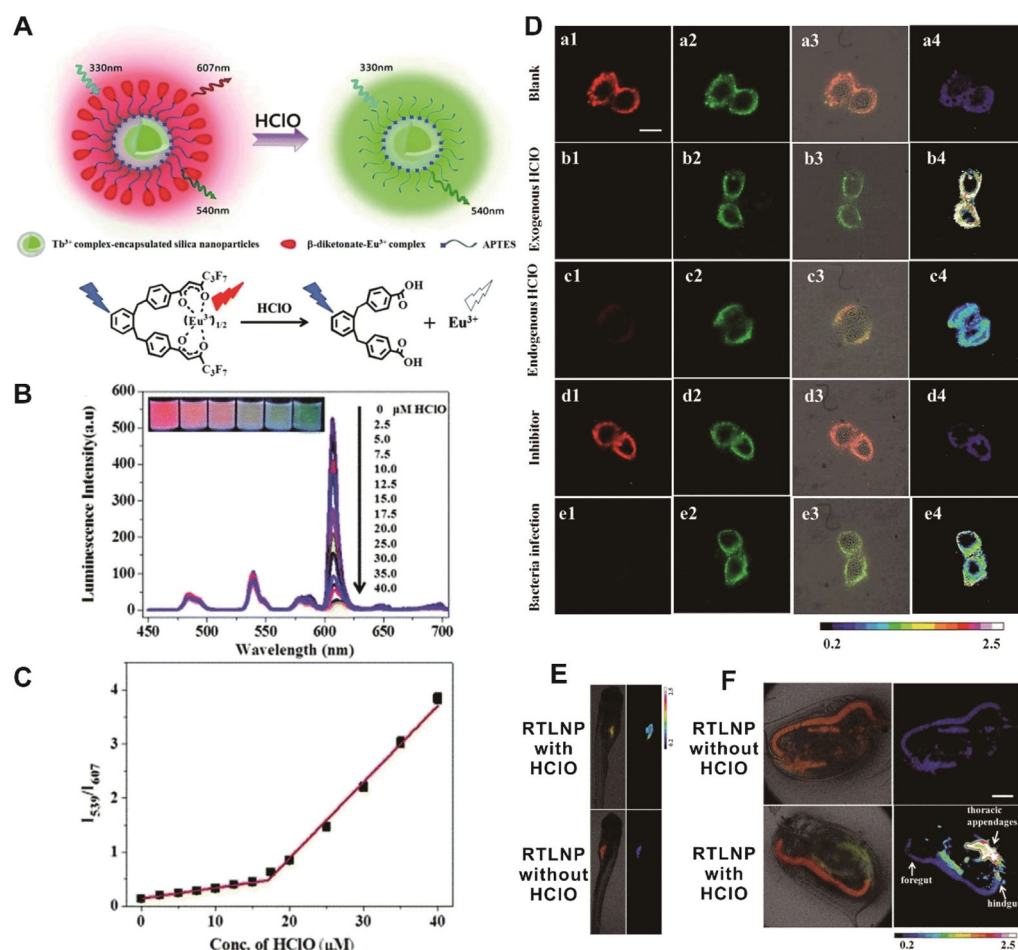 A
330nm
607nm
540nm
HClO
330nm
540nm
Tb³⁺ complex-encapsulated silica nanoparticles
β-diketonate-Eu³⁺ complex
APTES
C₃F₇
O
O
(Eu³⁺)₁/₂
O
O
C₃F₇
HClO
O
OH
O
OH
+ Eu³⁺
B
Luminescence Intensity(a.u)
600
500
400
300
200
100
0
0 μM HClO
2.5
5.0
7.5
10.0
12.5
15.0
17.5
20.0
25.0
30.0
35.0
40.0
450 500 550 600 650 700
Wavelength (nm)
C
I₅₃₉/I₆₀₇
4
3
2
1
0
0 10 20 30 40
Conc. of HClO (μM)
D
Blank
a1 a2 a3 a4
Exogenous HClO
b1 b2 b3 b4
Endogenous HClO
c1 c2 c3 c4
Inhibitor
d1 d2 d3 d4
Bacteria infection
e1 e2 e3 e4
0.2 2.5
E
RTLNP
with
HClO
2.5
0.2
RTLNP
without
HClO
F
RTLNP
without
HClO
RTLNP
with
HClO
thoracic
appendages
foregut
hindgut
0.2 2.5